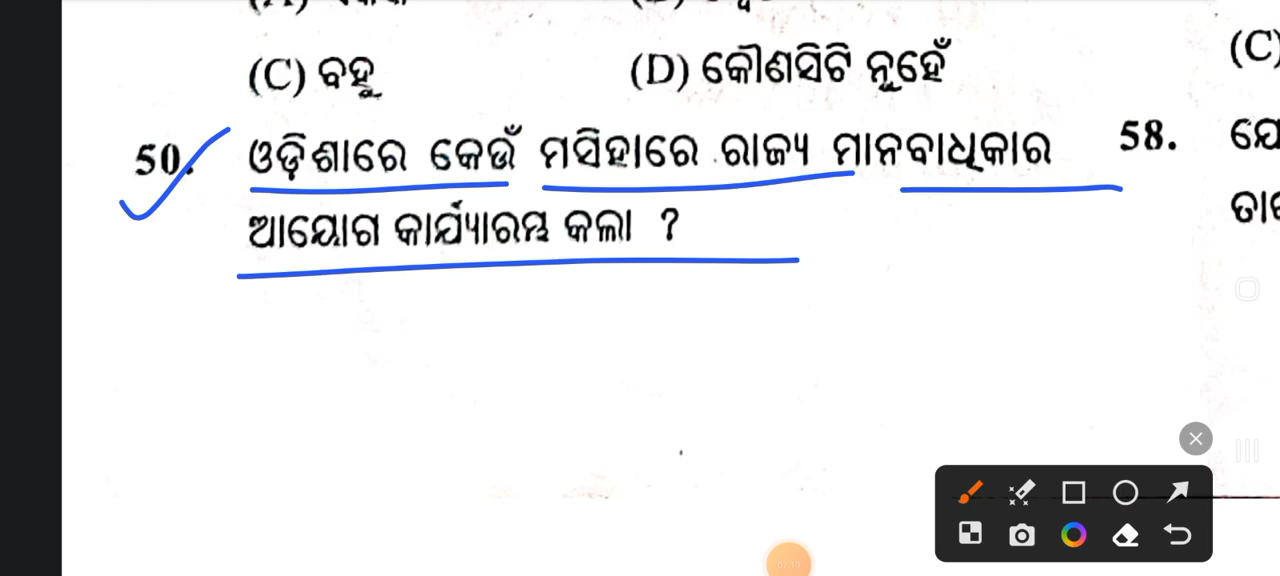 (C) ବହୁ (D) କୌଣସିଟି ନୁହେଁ
(C)
50. ଓଡ଼ିଶାରେ କେଉଁ ମସିହାରେ ରାଜ୍ୟ ମାନବାଧିକାର
ଆୟୋଗ କାର୍ଯ୍ୟାରମ୍ଭ କଲା ?
58. ଯେ